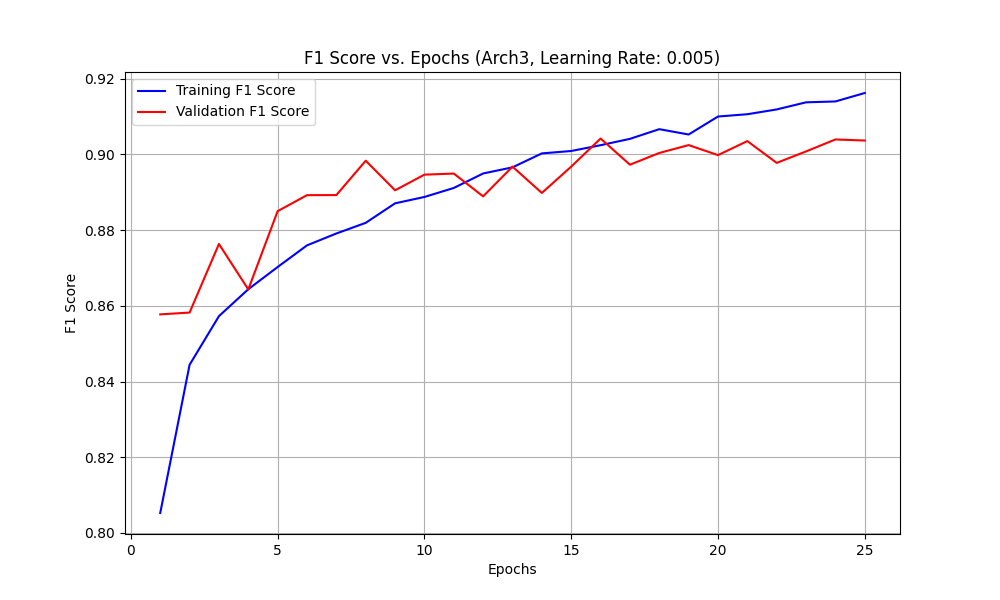 F1 Score vs. Epochs (Arch3, Learning Rate: 0.005)
Training F1 Score
Validation F1 Score
F1 Score
0.92
0.90
0.88
0.86
0.84
0.82
0.80
0 5 10 15 20 25
Epochs